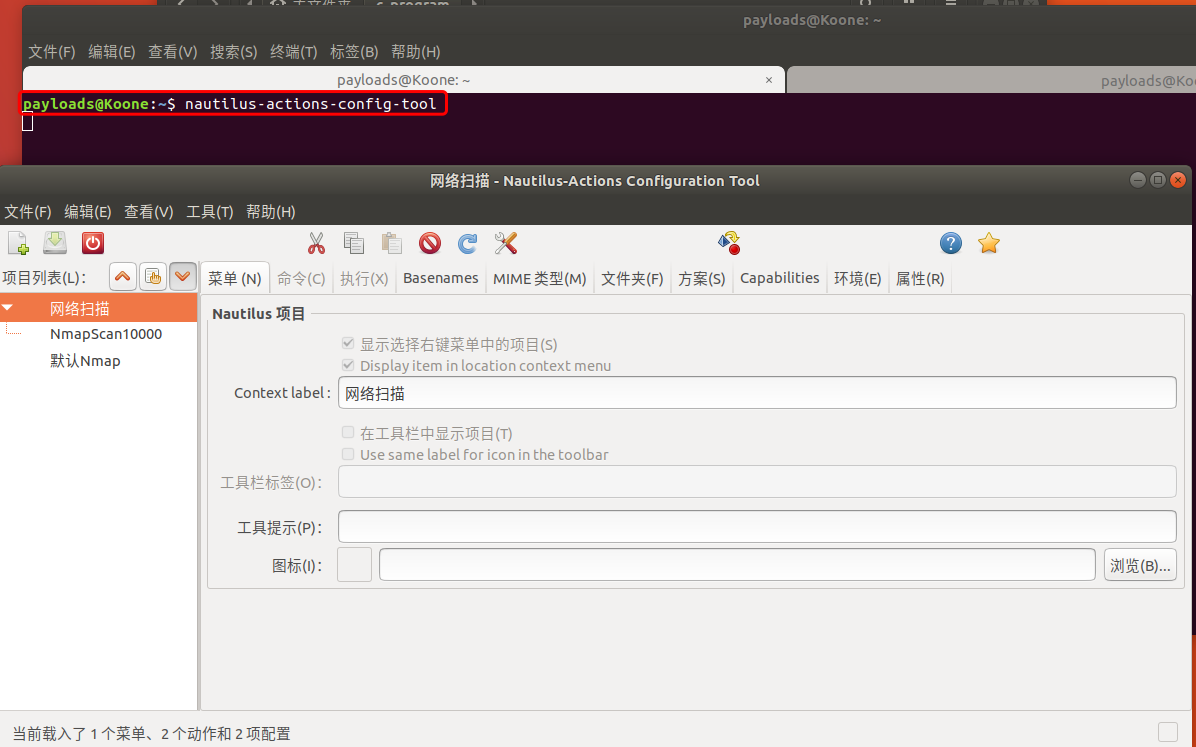 payloads@Koone: ~
文件(F) 编辑(E) 查看(V) 搜索(S) 终端(T) 标签(B) 帮助(H)
payloads@Koone: ~ × payloads@Koo
payloads@Koone:~$ nautilus-actions-config-tool
网络扫描 - Nautilus-Actions Configuration Tool
文件(F) 编辑(E) 查看(V) 工具(T) 帮助(H)
项目列表(L)：
菜单 (N) 命令(C) 执行(X) Basenames MIME 类型(M) 文件夹(F) 方案(S) Capabilities 环境(E) 属性(R)
网络扫描
NmapScan10000
默认Nmap
Nautilus 项目
显示选择右键菜单中的项目(S)
Display item in location context menu
Context label : 网络扫描
在工具栏中显示项目(T)
Use same label for icon in the toolbar
工具栏标签(O)：
工具提示(P)：
图标(I)： 浏览(B)...
当前载入了 1 个菜单、2 个动作和 2 项配置